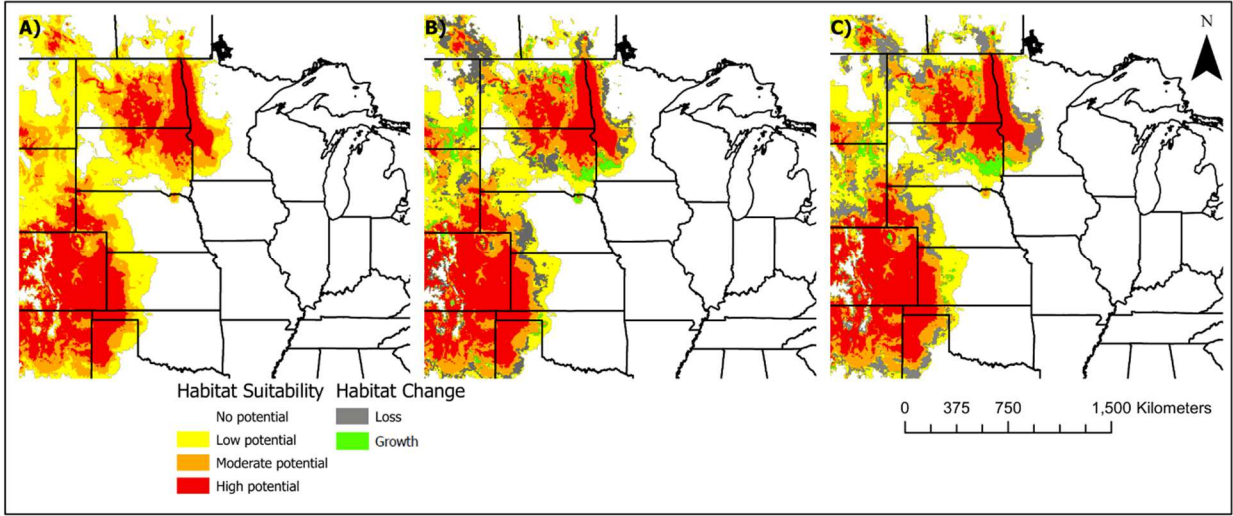 A)
B)
C)
N
Habitat Suitability
No potential
Low potential
Moderate potential
High potential
Habitat Change
Loss
Growth
0 375 750 1,500 Kilometers